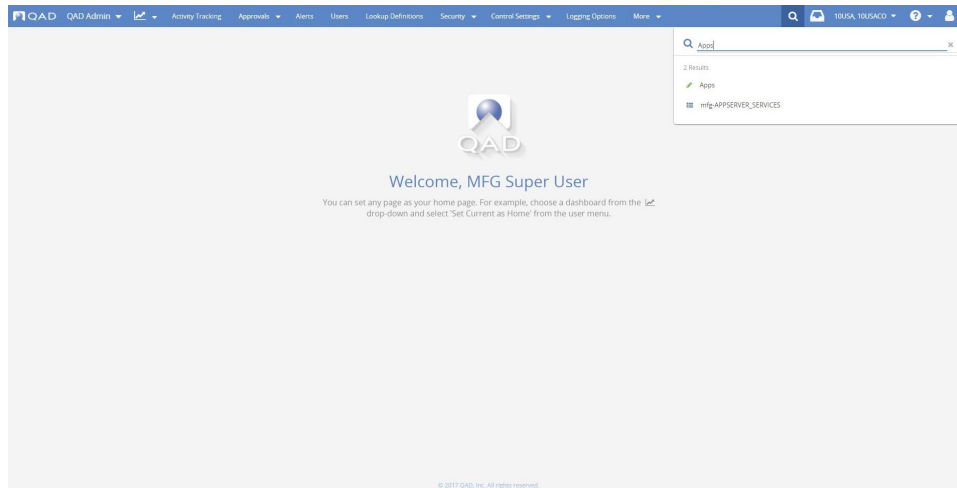 QAD QAD Admin Activity Tracking Approvals Alerts Users Lookup Definitions Security Control Settings Logging Options More 10USA, 10USACO ?
Apps
2 Results
Apps
mfg-APPSERVER_SERVICES
QAD
Welcome, MFG Super User
You can set any page as your home page. For example, choose a dashboard from the
drop-down and select 'Set Current as Home' from the user menu.
© 2017 QAD, Inc. All rights reserved.